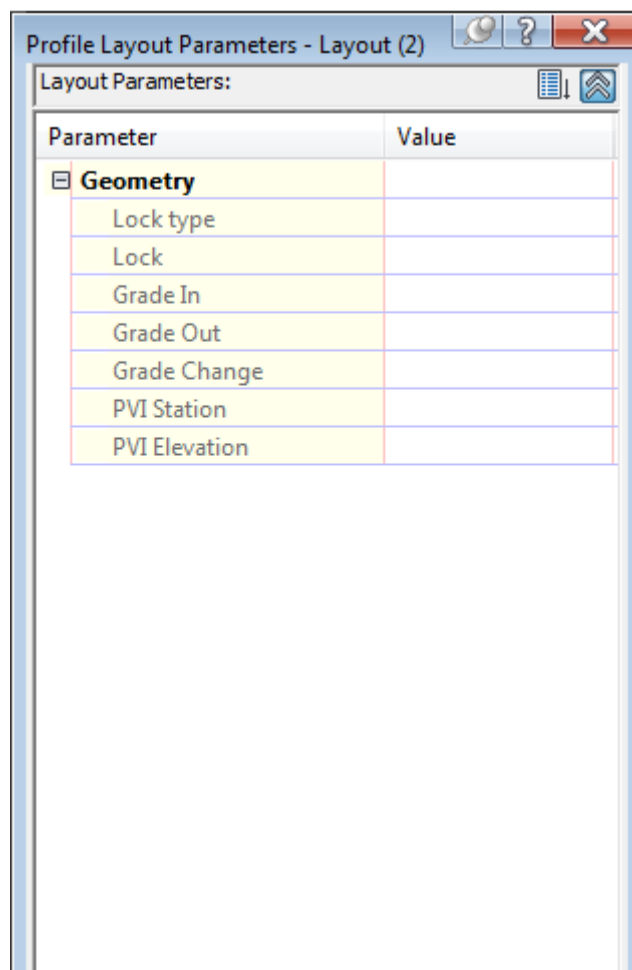 Profile Layout Parameters - Layout (2)
Layout Parameters:
Parameter Value
Geometry
Lock type
Lock
Grade In
Grade Out
Grade Change
PVI Station
PVI Elevation